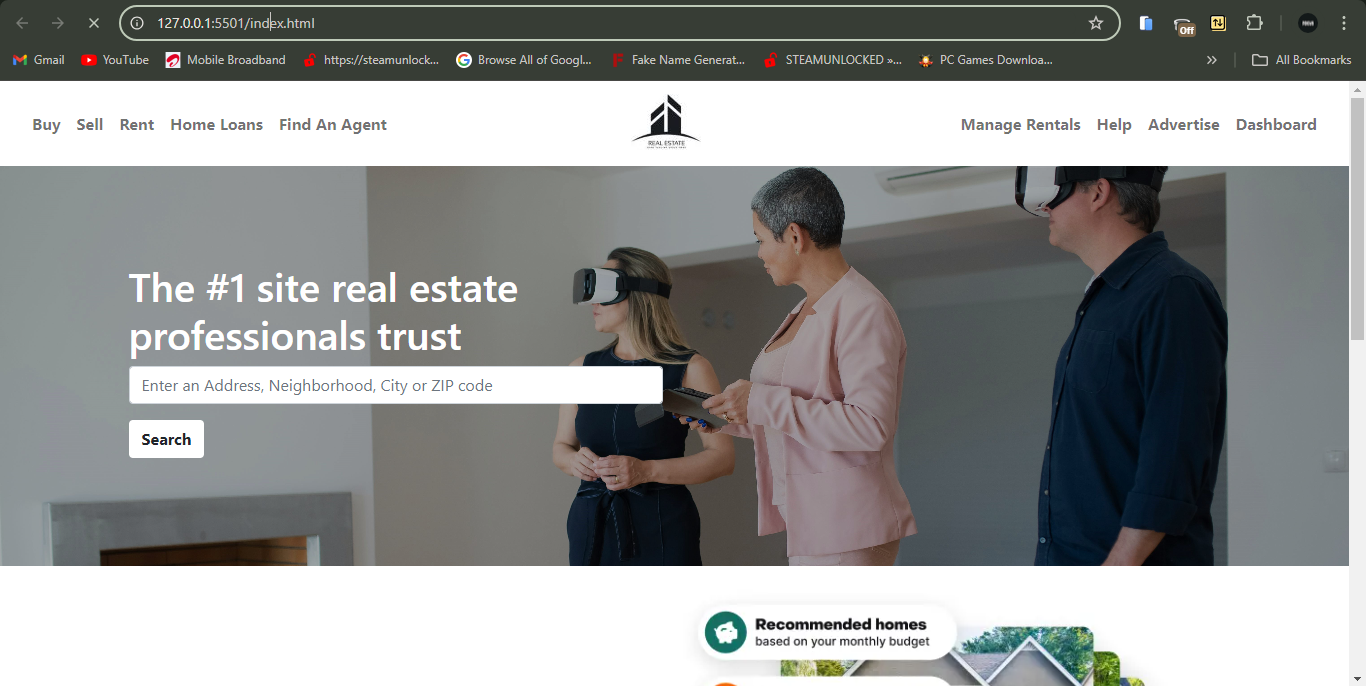 127.0.0.1:5501/index.html
Off
Gmail YouTube Mobile Broadband https://steamunlock... Browse All of Googl... Fake Name Generat... STEAMUNLOCKED »... PC Games Downloa... » All Bookmarks
Buy Sell Rent Home Loans Find An Agent
REAL ESTATE
Manage Rentals Help Advertise Dashboard
The #1 site real estate
professionals trust
Enter an Address, Neighborhood, City or ZIP code
Search
Recommended homes
based on your monthly budget